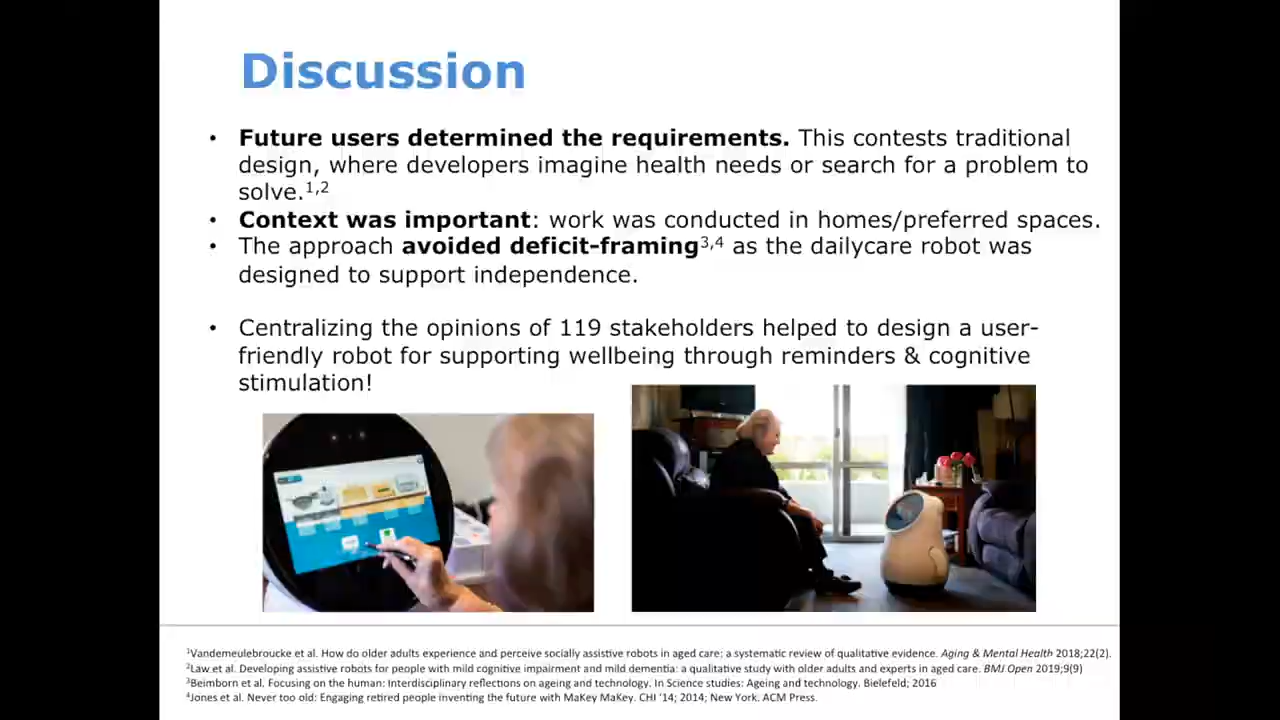 Discussion
• Future users determined the requirements. This contests traditional
design, where developers imagine health needs or search for a problem to
solve.1,2
• Context was important: work was conducted in homes/preferred spaces.
• The approach avoided deficit-framing3,4 as the dailycare robot was
designed to support independence.
• Centralizing the opinions of 119 stakeholders helped to design a user-
friendly robot for supporting wellbeing through reminders & cognitive
stimulation!
1Vandemeulebroucke et al. How do older adults experience and perceive socially assistive robots in aged care: a systematic review of qualitative evidence. Aging & Mental Health 2018;22(2).
2Law et al. Developing assistive robots for people with mild cognitive impairment and mild dementia: a qualitative study with older adults and experts in aged care. BMJ Open 2019;9(9)
3Beimborn et al. Focusing on the human: Interdisciplinary reflections on ageing and technology. In Science studies: Ageing and technology. Bielefeld; 2016
4Jones et al. Never too old: Engaging retired people inventing the future with MaKey MaKey. CHI '14; 2014; New York. ACM Press.